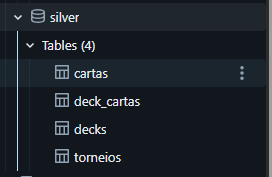 silver
Tables (4)
cartas
deck_cartas
decks
torneios